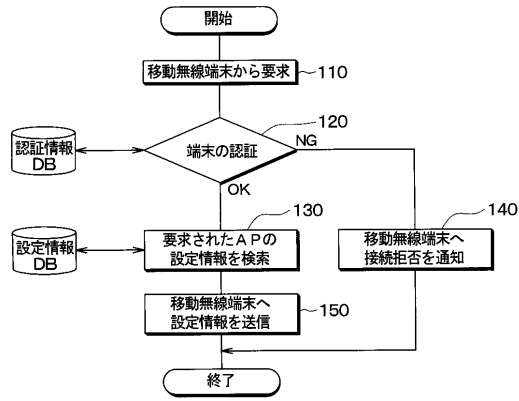 開始
移動無線端末から要求
110
120
NG
認証情報
DB
端末の認証
OK
130
140
設定情報
DB
要求されたAPの
設定情報を検索
移動無線端末へ
接続拒否を通知
移動無線端末へ
設定情報を送信
150
終了